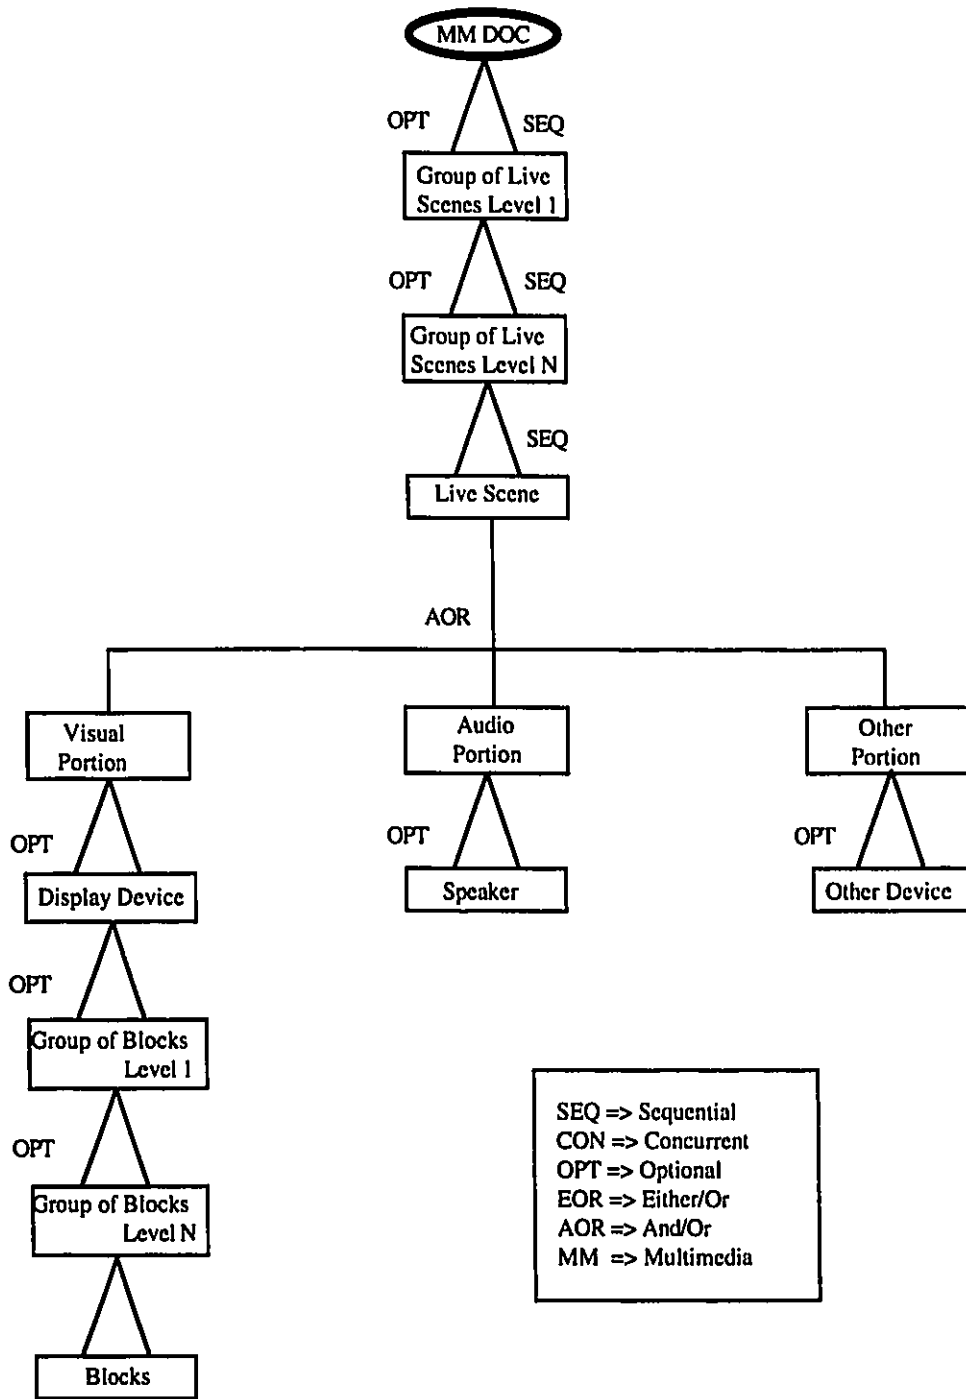 MM DOC
OPT
SEQ
Group of Live
Scenes Level 1
OPT
SEQ
Group of Live
Scenes Level N
SEQ
Live Scene
AOR
Visual
Portion
Audio
Portion
Other
Portion
OPT
OPT
OPT
Display Device
Speaker
Other Device
OPT
Group of Blocks
Level 1
OPT
Group of Blocks
Level N
Blocks
SEQ => Sequential
CON => Concurrent
OPT => Optional
EOR => Either/Or
AOR => And/Or
MM => Multimedia